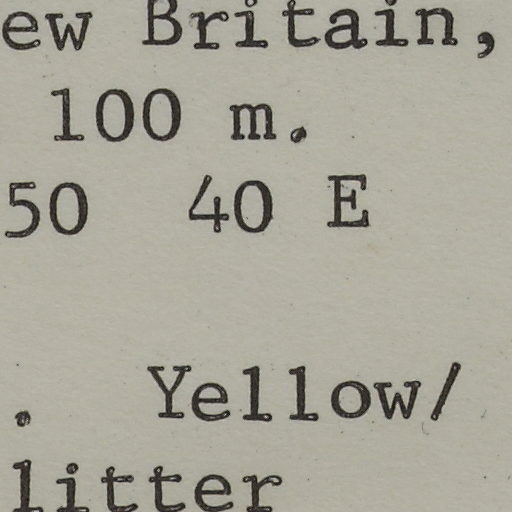 ew Britain,
100 m.
50 40 E
. Yellow/
litter